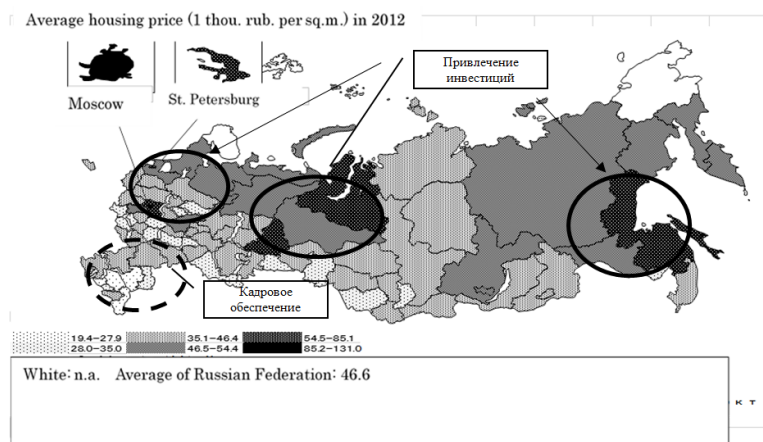 Average housing price (1 thou. rub. per sq.m.) in 2012
Привлечение
инвестиций
Moscow
St. Petersburg
Кадровое
обеспечение
19.4–27.9
35.1–46.4
54.5–85.1
28.0–35.0
46.5–54.4
85.2–131.0
White: n.a. Average of Russian Federation: 46.6
О К Т